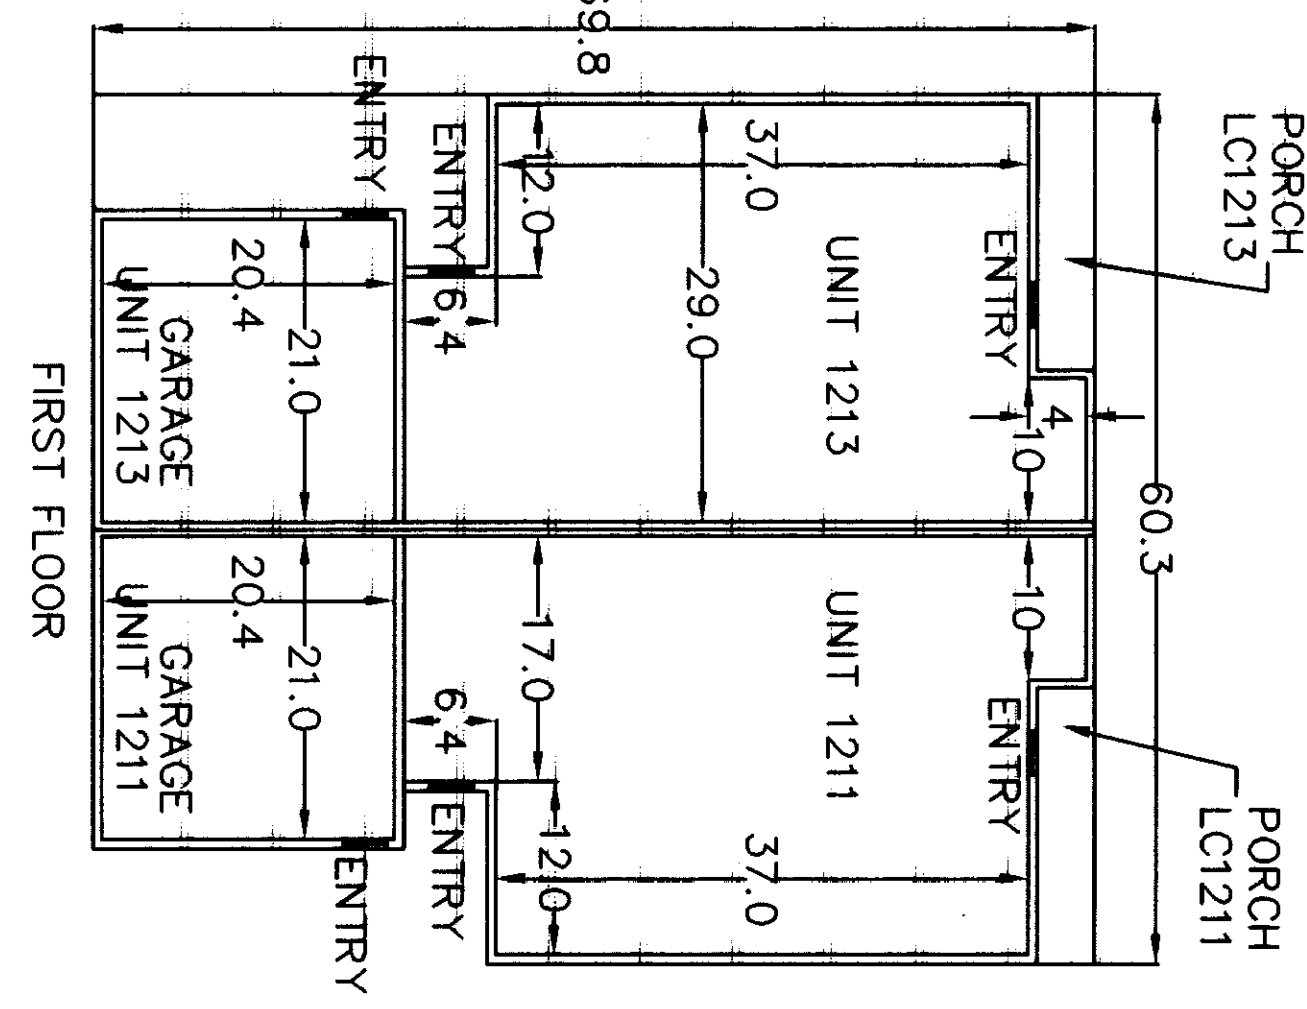 PORCH
LC1213
PORCH
LC1211
60.3
4
10
10
ENTRY
ENTRY
UNIT 1213
UNIT 1211
37.0
37.0
29.0
12.0
17.0
12.0
6.4
6.4
ENTRY
ENTRY
ENTRY
ENTRY
21.0
21.0
20.4
20.4
GARAGE
UNIT 1213
GARAGE
UNIT 1211
FIRST FLOOR